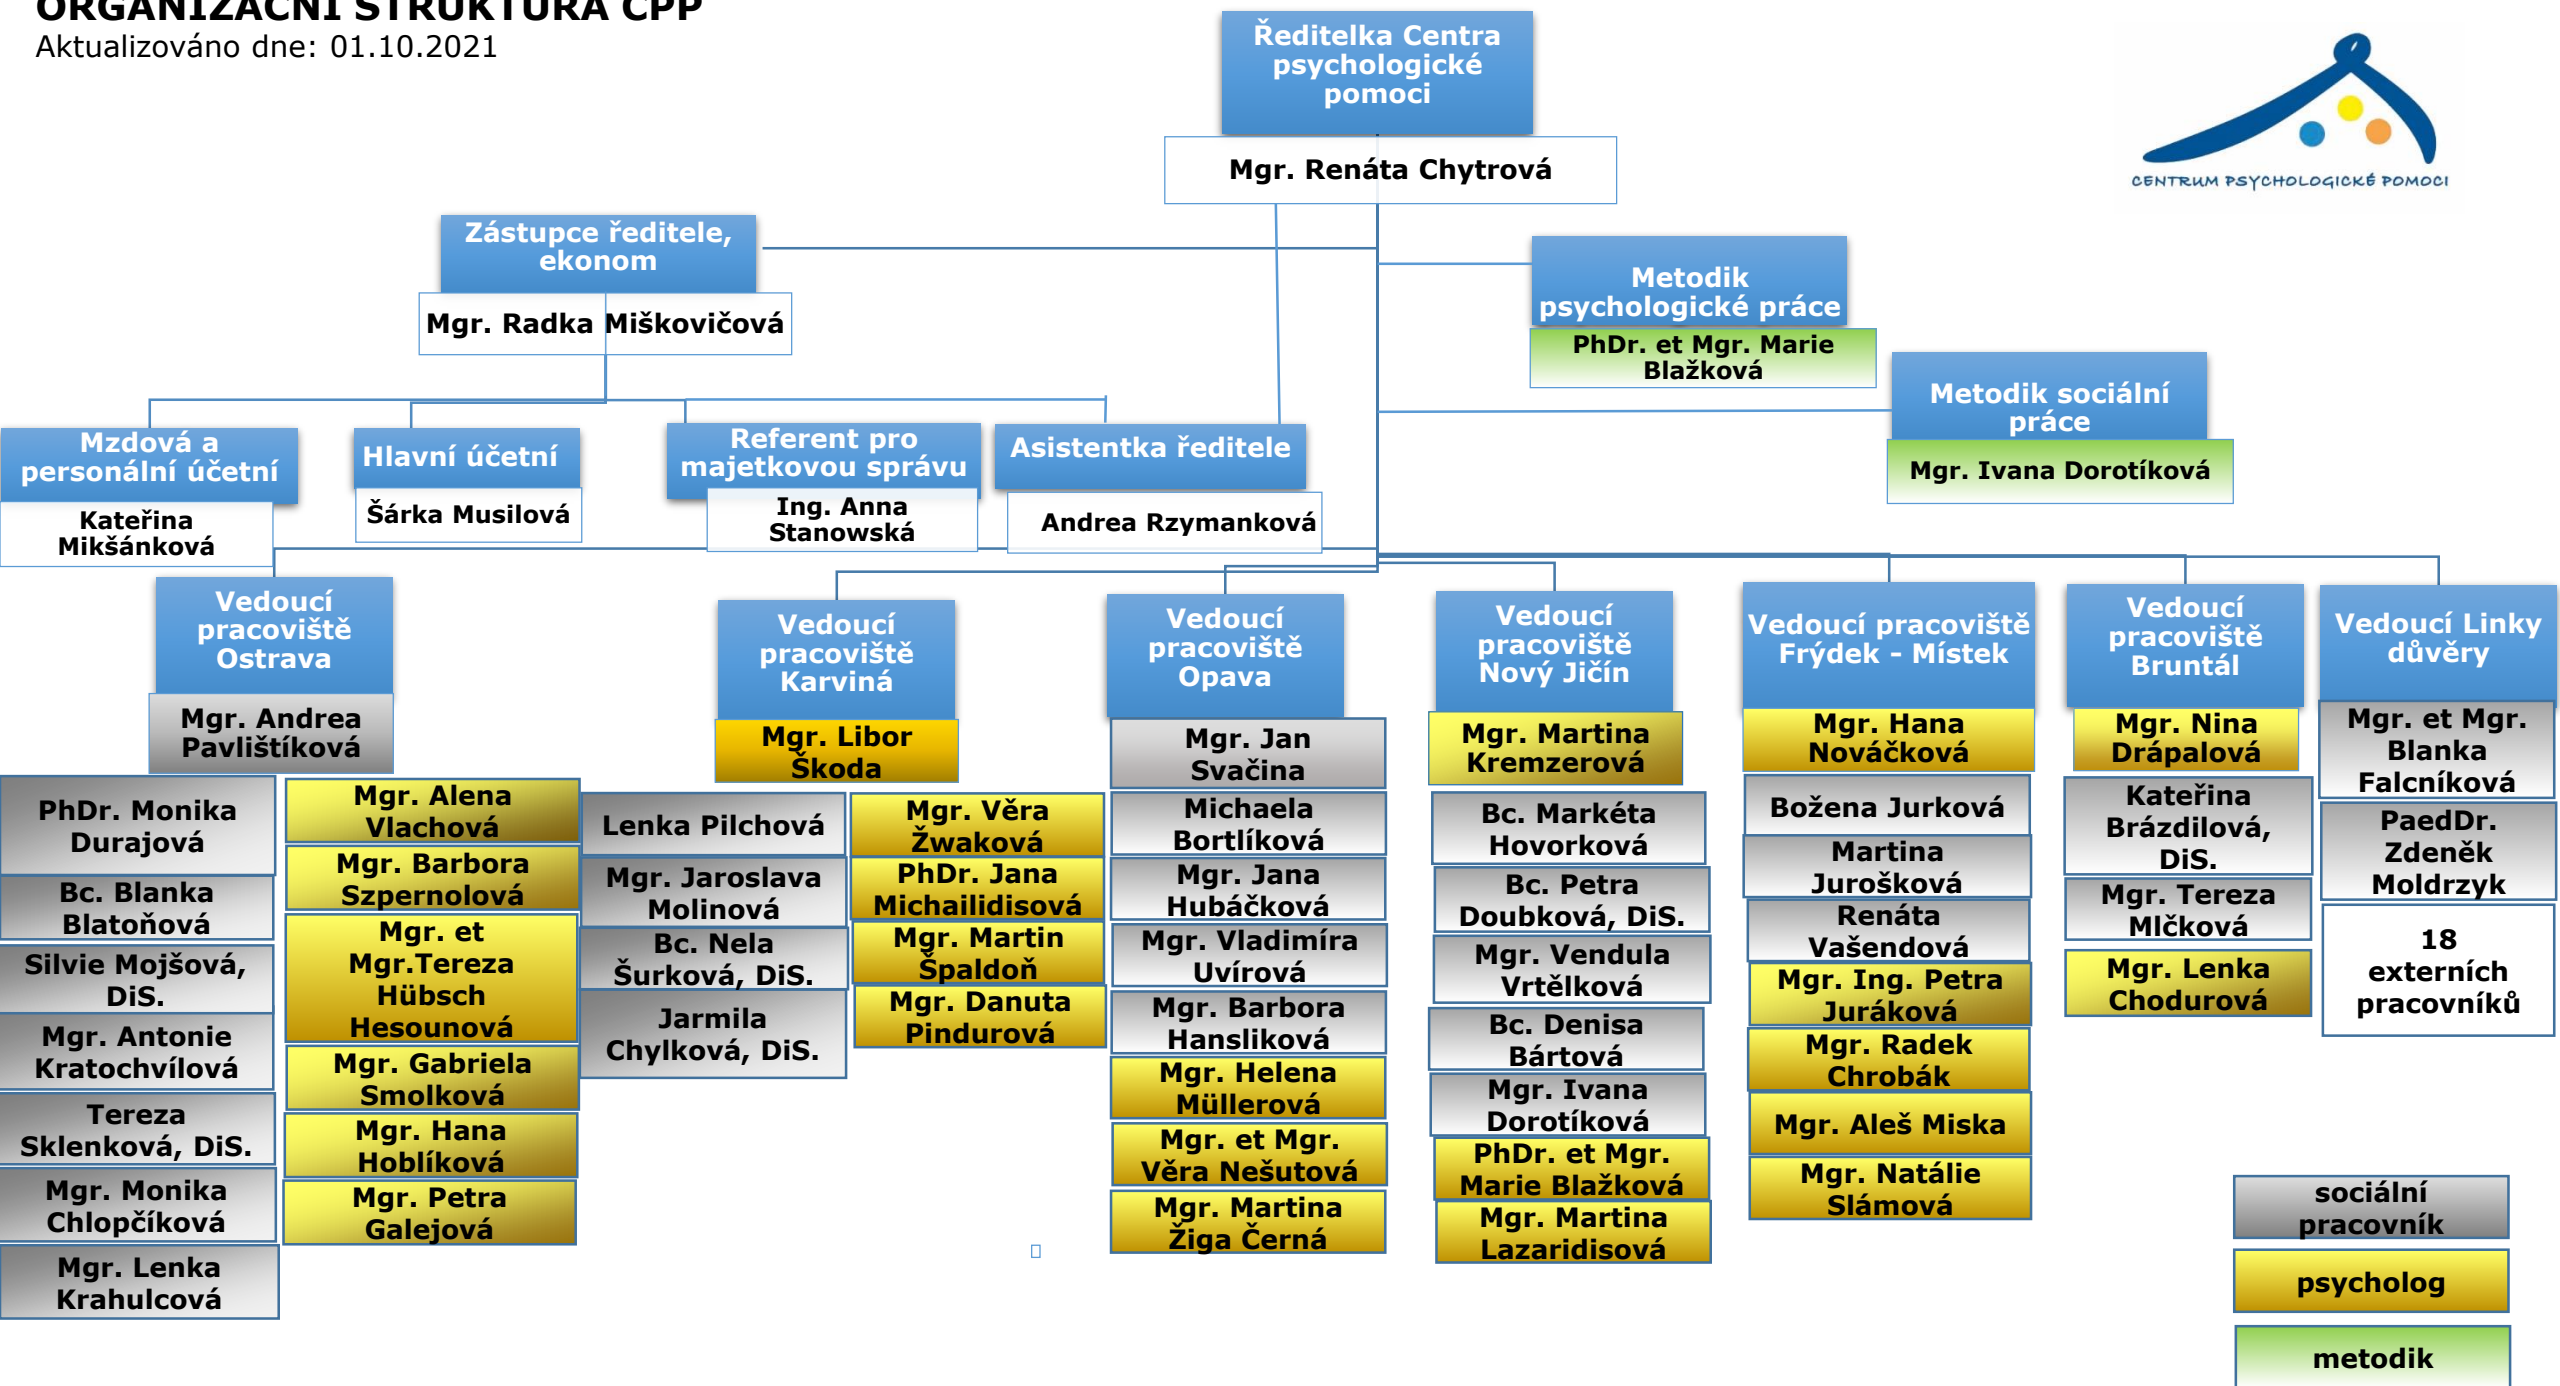 ORGANIZAČNÍ STRUKTURA CPP
Aktualizováno dne: 01.10.2021
Ředitelka Centra
psychologické
pomoci
Mgr. Renáta Chytrová
CENTRUM PSYCHOLOGICKÉ POMOCI
Zástupce ředitele,
ekonom
Mgr. Radka Miškovičová
Metodik
psychologické práce
PhDr. et Mgr. Marie
Blažková
Metodik sociální
práce
Mgr. Ivana Dorotíková
Mzdová a
personální účetní
Kateřina
Mikšánková
Hlavní účetní
Šárka Musilová
Referent pro
majetkovou správu
Ing. Anna
Stanowská
Asistentka ředitele
Andrea Rzymanková
Vedoucí
pracoviště
Ostrava
Mgr. Andrea
Pavlištíková
PhDr. Monika
Durajová
Bc. Blanka
Blatoňová
Silvie Mojšová,
DiS.
Mgr. Antonie
Kratochvílová
Tereza
Sklenková, DiS.
Mgr. Monika
Chlopčíková
Mgr. Lenka
Krahulcová
Mgr. Alena
Vlachová
Mgr. Barbora
Szpernolová
Mgr. et
Mgr.Tereza
Hübsch
Hesounová
Mgr. Gabriela
Smolková
Mgr. Hana
Hoblíková
Mgr. Petra
Galejová
Vedoucí
pracoviště
Karviná
Mgr. Libor
Škoda
Lenka Pilchová
Mgr. Jaroslava
Molinová
Bc. Nela
Šurková, DiS.
Jarmila
Chylková, DiS.
Mgr. Věra
Žwaková
PhDr. Jana
Michailidisová
Mgr. Martin
Špaldoň
Mgr. Danuta
Pindurová
Vedoucí
pracoviště
Opava
Mgr. Jan
Svačina
Michaela
Bortlíková
Mgr. Jana
Hubáčková
Mgr. Vladimíra
Uvírová
Mgr. Barbora
Hansliková
Mgr. Helena
Müllerová
Mgr. et Mgr.
Věra Nešutová
Mgr. Martina
Žiga Černá
Vedoucí
pracoviště
Nový Jičín
Mgr. Martina
Kremzerová
Bc. Markéta
Hovorková
Bc. Petra
Doubková, DiS.
Mgr. Vendula
Vrtělková
Bc. Denisa
Bártová
Mgr. Ivana
Dorotíková
PhDr. et Mgr.
Marie Blažková
Mgr. Martina
Lazaridisová
Vedoucí pracoviště
Frýdek - Místek
Mgr. Hana
Nováčková
Božena Jurková
Martina
Jurošková
Renáta
Vašendová
Mgr. Ing. Petra
Juráková
Mgr. Radek
Chrobák
Mgr. Aleš Miska
Mgr. Natálie
Slámová
Vedoucí
pracoviště
Bruntál
Mgr. Nina
Drápalová
Kateřina
Brázdilová,
DiS.
Mgr. Tereza
Mlčková
Mgr. Lenka
Chodurová
Vedoucí Linky
důvěry
Mgr. et Mgr.
Blanka
Falcníková
PaedDr.
Zdeněk
Moldrzyk
18
externích
pracovníků
sociální
pracovník
psycholog
metodik